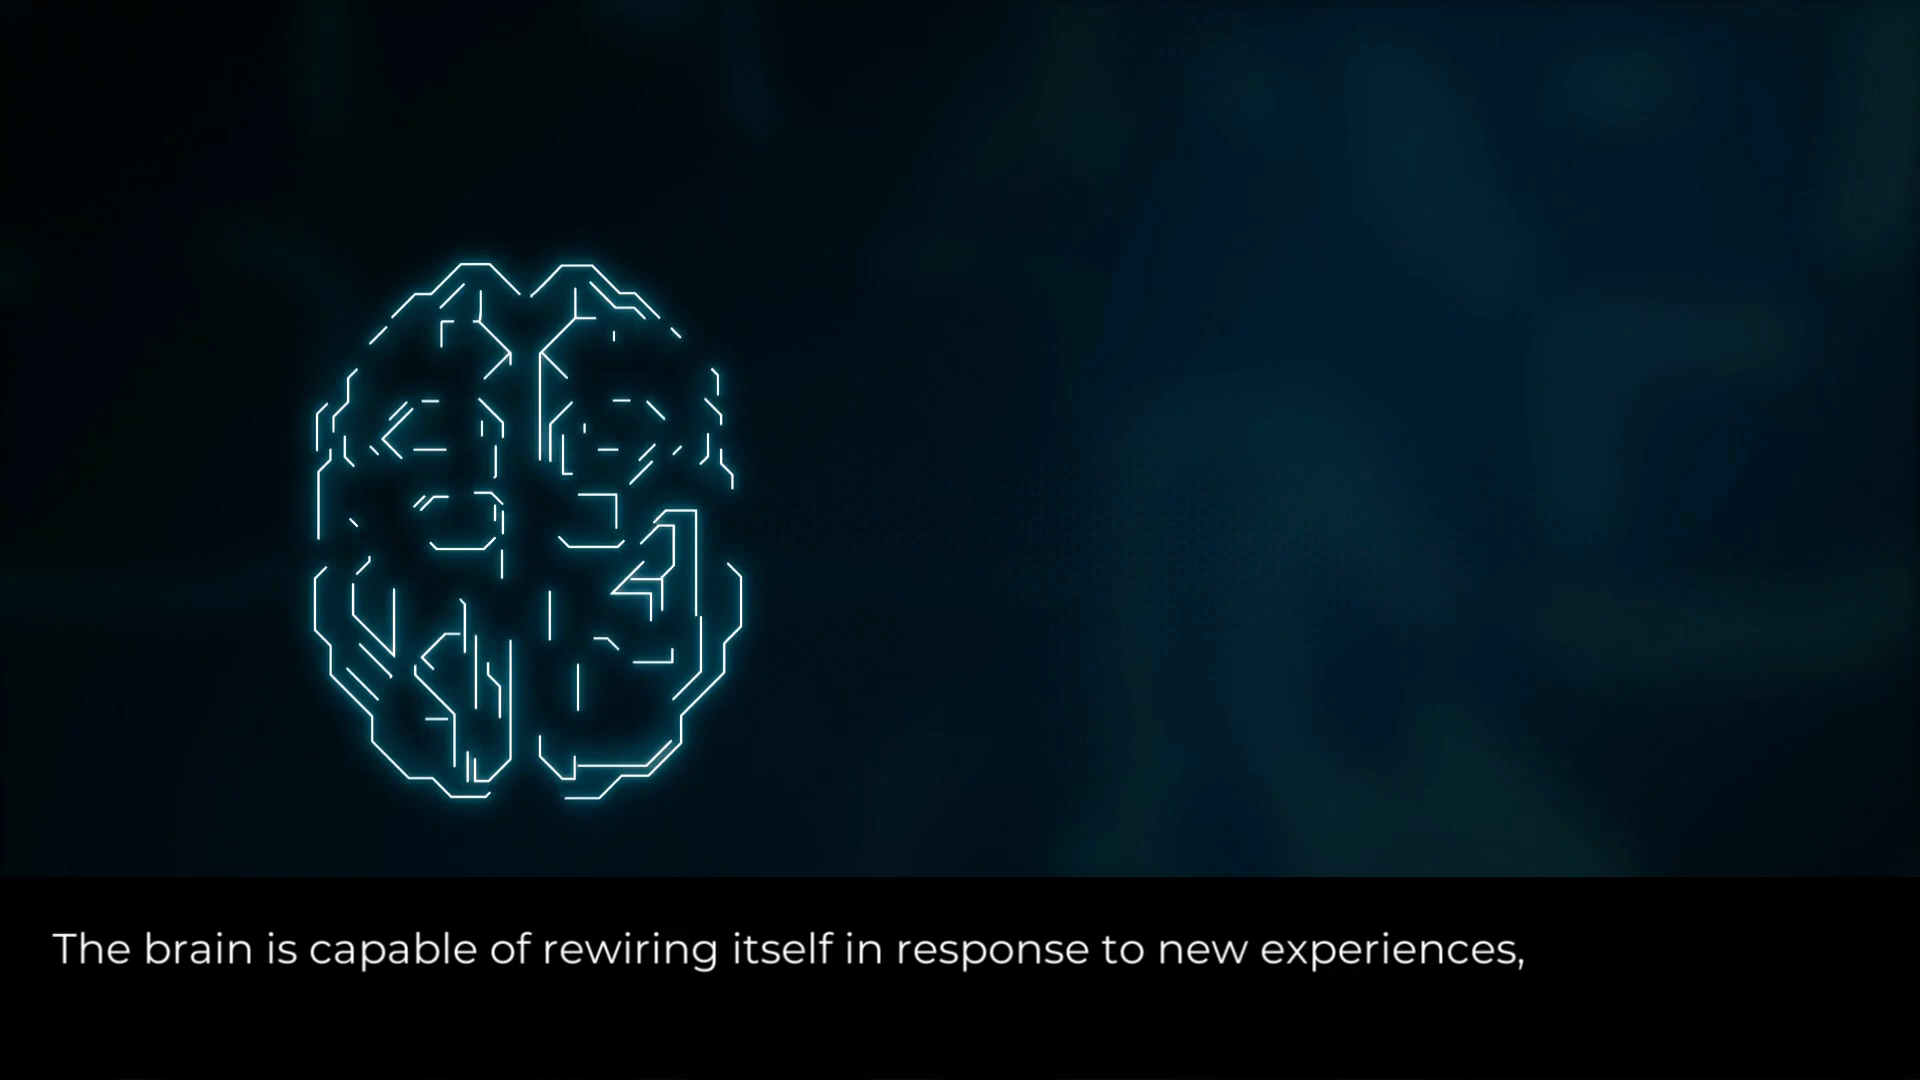 The brain is capable of rewiring itself in response to new experiences,